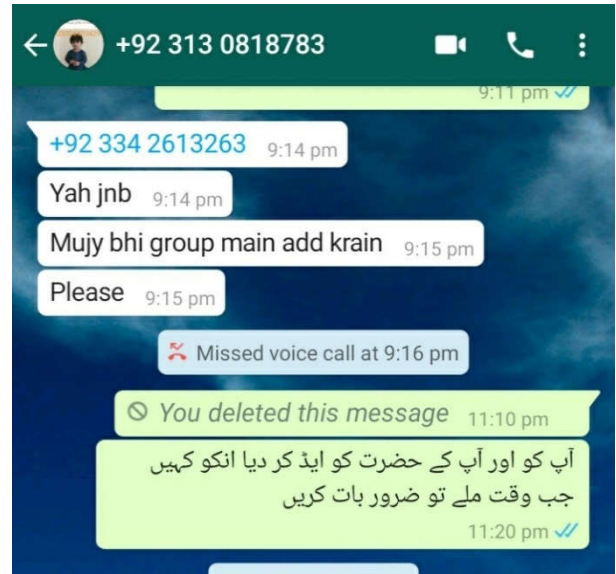 +92 313 0818783
9:11 pm
+92 334 2613263 9:14 pm
Yah jnb 9:14 pm
Mujy bhi group main add krain 9:15 pm
Please 9:15 pm
Missed voice call at 9:16 pm
You deleted this message 11:10 pm
آپ کو اور آپ کے حضرت کو ایڈ کر دیا انکو کہیں
جب وقت ملے تو ضرور بات کریں
11:20 pm